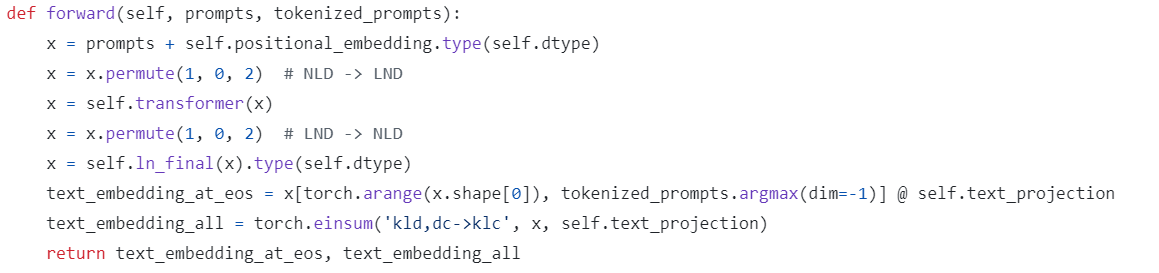 def forward(self, prompts, tokenized_prompts):
    x = prompts + self.positional_embedding.type(self.dtype)
    x = x.permute(1, 0, 2)  # NLD -> LND
    x = self.transformer(x)
    x = x.permute(1, 0, 2)  # LND -> NLD
    x = self.ln_final(x).type(self.dtype)
    text_embedding_at_eos = x[torch.arange(x.shape[0]), tokenized_prompts.argmax(dim=-1)] @ self.text_projection
    text_embedding_all = torch.einsum('kld,dc->klc', x, self.text_projection)
    return text_embedding_at_eos, text_embedding_all